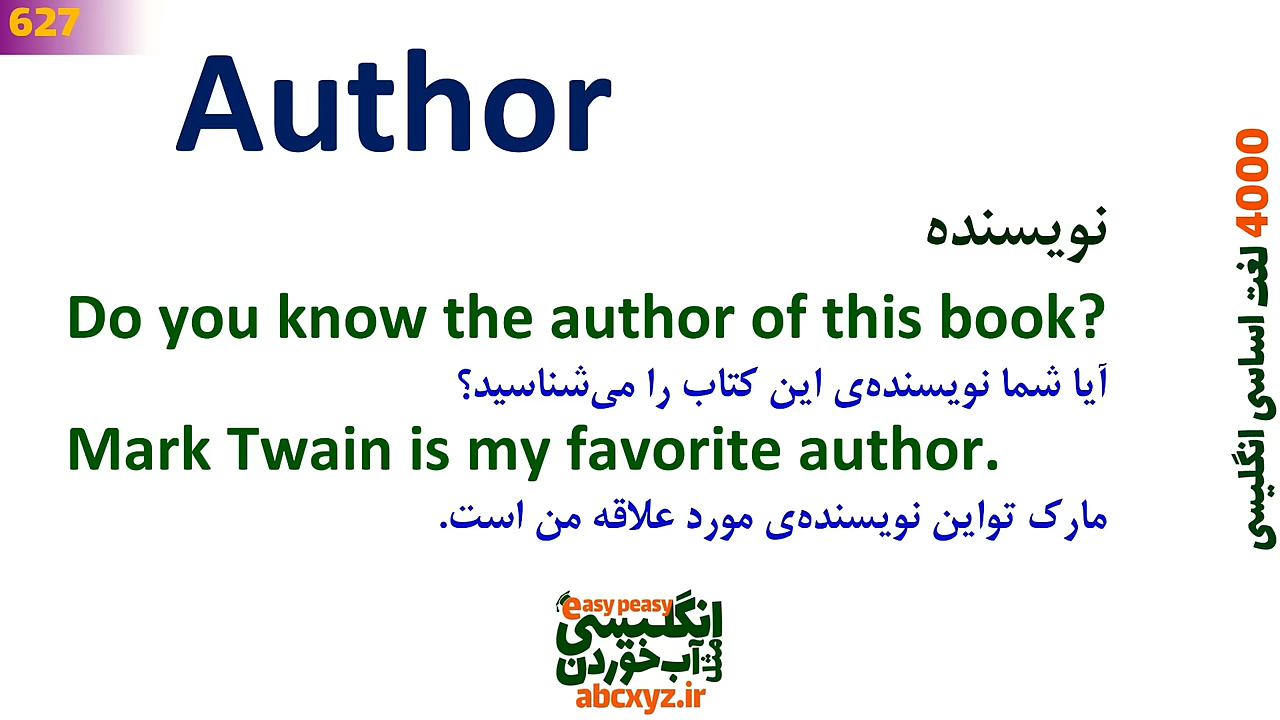 627
Author
نویسنده
Do you know the author of this book?
آیا شما نویسنده‌ی این کتاب را می‌شناسید؟
Mark Twain is my favorite author.
مارک تواین نویسنده‌ی مورد علاقه من است.
4000 لغت اساسی انگلیسی
easy peasy
انگلیسی
مثل آب خوردن
abcxyz.ir